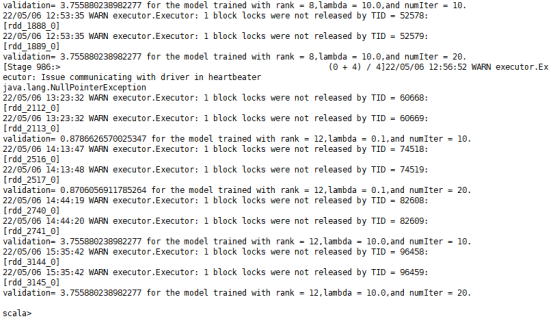 validation= 3.755880238982277 for the model trained with rank = 8,lambda = 10.0,and numIter = 10.
22/05/06 12:53:35 WARN executor.Executor: 1 block locks were not released by TID = 52578:
[rdd_1888_0]
22/05/06 12:53:35 WARN executor.Executor: 1 block locks were not released by TID = 52579:
[rdd_1889_0]
validation= 3.755880238982277 for the model trained with rank = 8,lambda = 10.0,and numIter = 20.
[Stage 986:> (0 + 4) / 4]22/05/06 12:56:52 WARN executor.Ex
ecutor: Issue communicating with driver in heartbeater
java.lang.NullPointerException
22/05/06 13:23:32 WARN executor.Executor: 1 block locks were not released by TID = 60668:
[rdd_2112_0]
22/05/06 13:23:32 WARN executor.Executor: 1 block locks were not released by TID = 60669:
[rdd_2113_0]
validation= 0.8786626570025347 for the model trained with rank = 12,lambda = 0.1,and numIter = 10.
22/05/06 14:13:47 WARN executor.Executor: 1 block locks were not released by TID = 74518:
[rdd_2516_0]
22/05/06 14:13:48 WARN executor.Executor: 1 block locks were not released by TID = 74519:
[rdd_2517_0]
validation= 0.8706056911785264 for the model trained with rank = 12,lambda = 0.1,and numIter = 20.
22/05/06 14:44:19 WARN executor.Executor: 1 block locks were not released by TID = 82608:
[rdd_2740_0]
22/05/06 14:44:20 WARN executor.Executor: 1 block locks were not released by TID = 82609:
[rdd_2741_0]
validation= 3.755880238982277 for the model trained with rank = 12,lambda = 10.0,and numIter = 10.
22/05/06 15:35:42 WARN executor.Executor: 1 block locks were not released by TID = 96458:
[rdd_3144_0]
22/05/06 15:35:42 WARN executor.Executor: 1 block locks were not released by TID = 96459:
[rdd_3145_0]
validation= 3.755880238982277 for the model trained with rank = 12,lambda = 10.0,and numIter = 20.
scala>